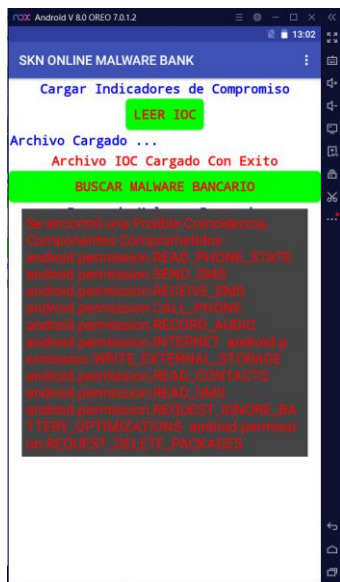 nox Android V 8.0 OREO 7.0.1.2
13:02
SKN ONLINE MALWARE BANK
Cargar Indicadores de Compromiso
LEER IOC
Archivo Cargado ...
Archivo IOC Cargado Con Exito
BUSCAR MALWARE BANCARIO
Se encontró una Posible Coincidencia.
Componentes Comprometidos :
android.permission.READ_PHONE_STATE
android.permission.SEND_SMS
android.permission.RECEIVE_SMS
android.permission.CALL_PHONE
android.permission.RECORD_AUDIO
android.permission.INTERNET android.p
ermission.WRITE_EXTERNAL_STORAGE
android.permission.READ_CONTACTS
android.permission.READ_SMS
android.permission.REQUEST_IGNORE_BA
TTERY_OPTIMIZATIONS android.permissi
on.REQUEST_DELETE_PACKAGES